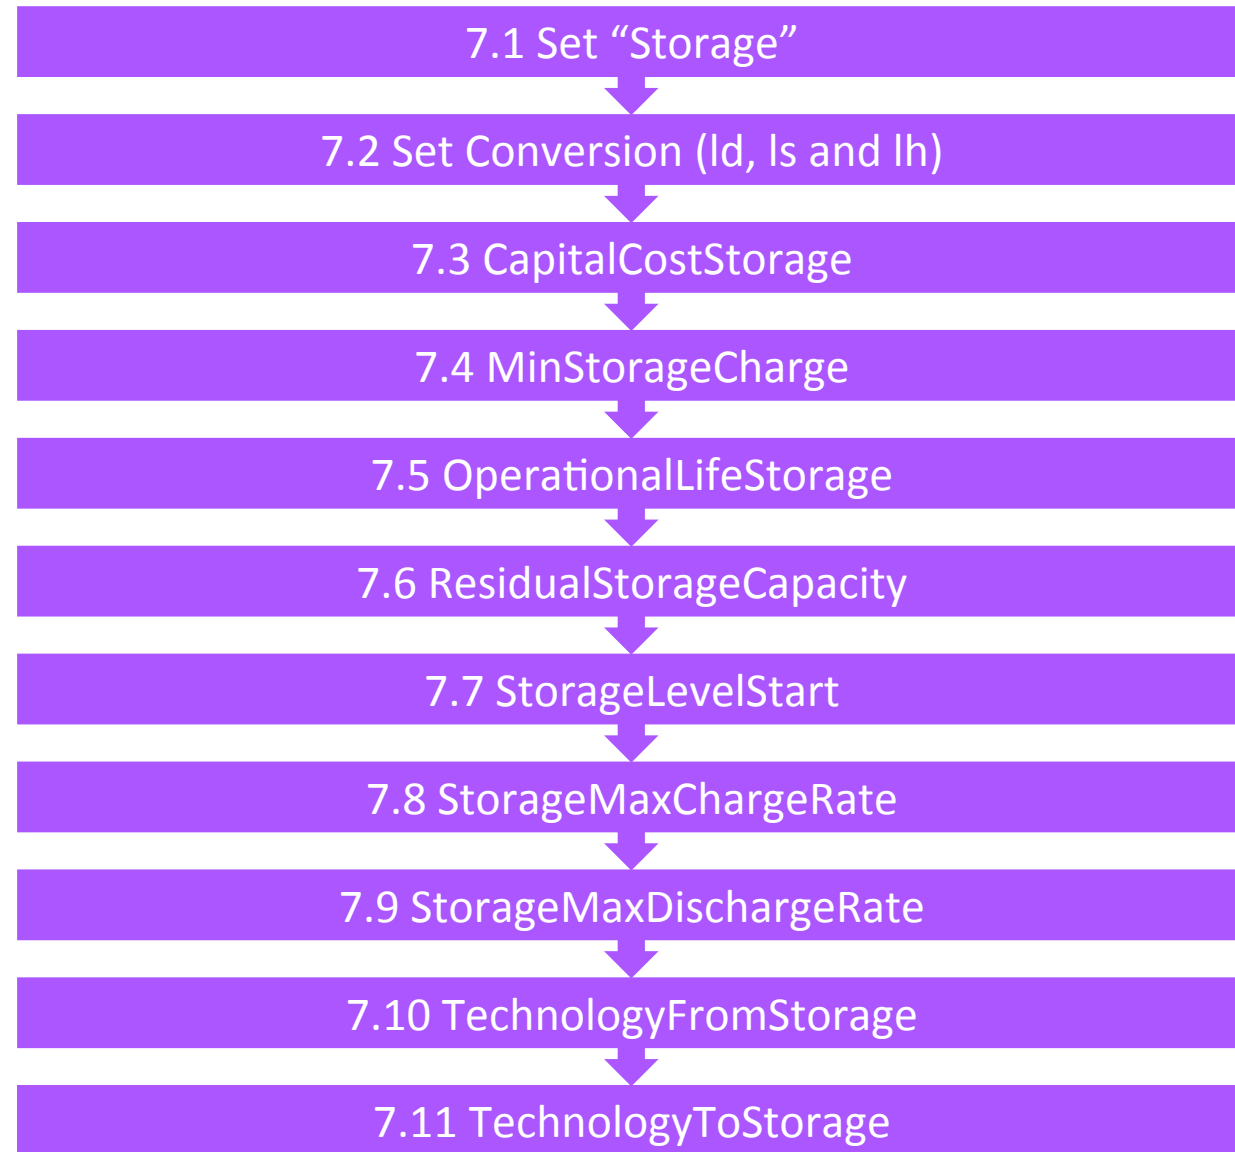 7.1 Set “Storage”
7.2 Set Conversion (ld, ls and lh)
7.3 CapitalCostStorage
7.4 MinStorageCharge
7.5 OperationalLifeStorage
7.6 ResidualStorageCapacity
7.7 StorageLevelStart
7.8 StorageMaxChargeRate
7.9 StorageMaxDischargeRate
7.10 TechnologyFromStorage
7.11 TechnologyToStorage